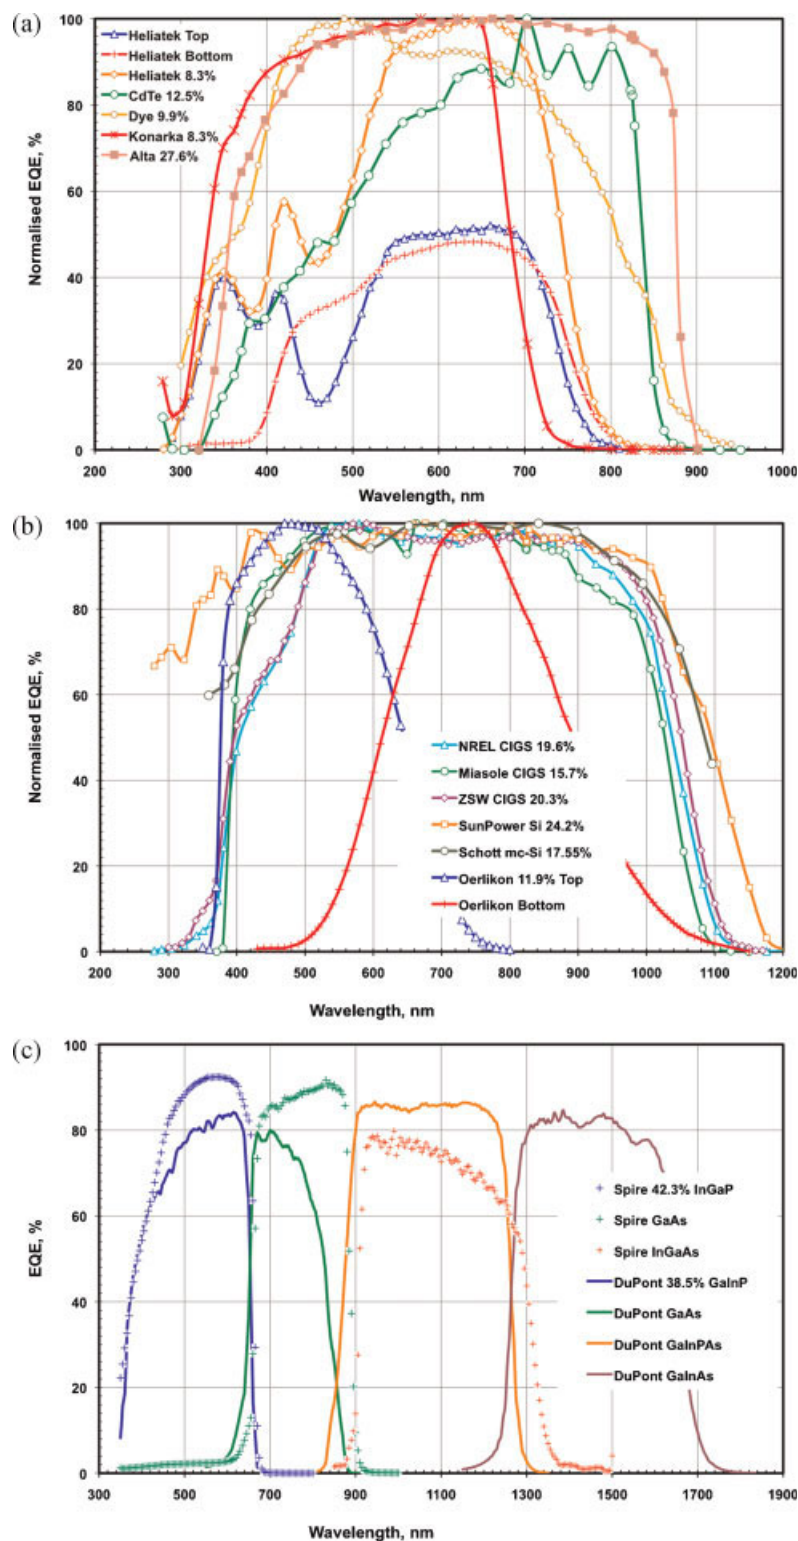 (a)
Normalised EQE, %
100
80
60
40
20
0
Heliatek Top
Heliatek Bottom
Heliatek 8.3%
CdTe 12.5%
Dye 9.9%
Konarka 8.3%
Alta 27.6%
200 300 400 500 600 700 800 900 1000
Wavelength, nm
(b)
Normalised EQE, %
100
80
60
40
20
0
NREL CIGS 19.6%
Miasole CIGS 15.7%
ZSW CIGS 20.3%
SunPower Si 24.2%
Schott mc-Si 17.55%
Oerlikon 11.9% Top
Oerlikon Bottom
200 300 400 500 600 700 800 900 1000 1100 1200
Wavelength, nm
(c)
EQE, %
100
80
60
40
20
0
Spire 42.3% InGaP
Spire GaAs
Spire InGaAs
DuPont 38.5% GaInP
DuPont GaAs
DuPont GaInPAs
DuPont GaInAs
300 500 700 900 1100 1300 1500 1700 1900
Wavelength, nm